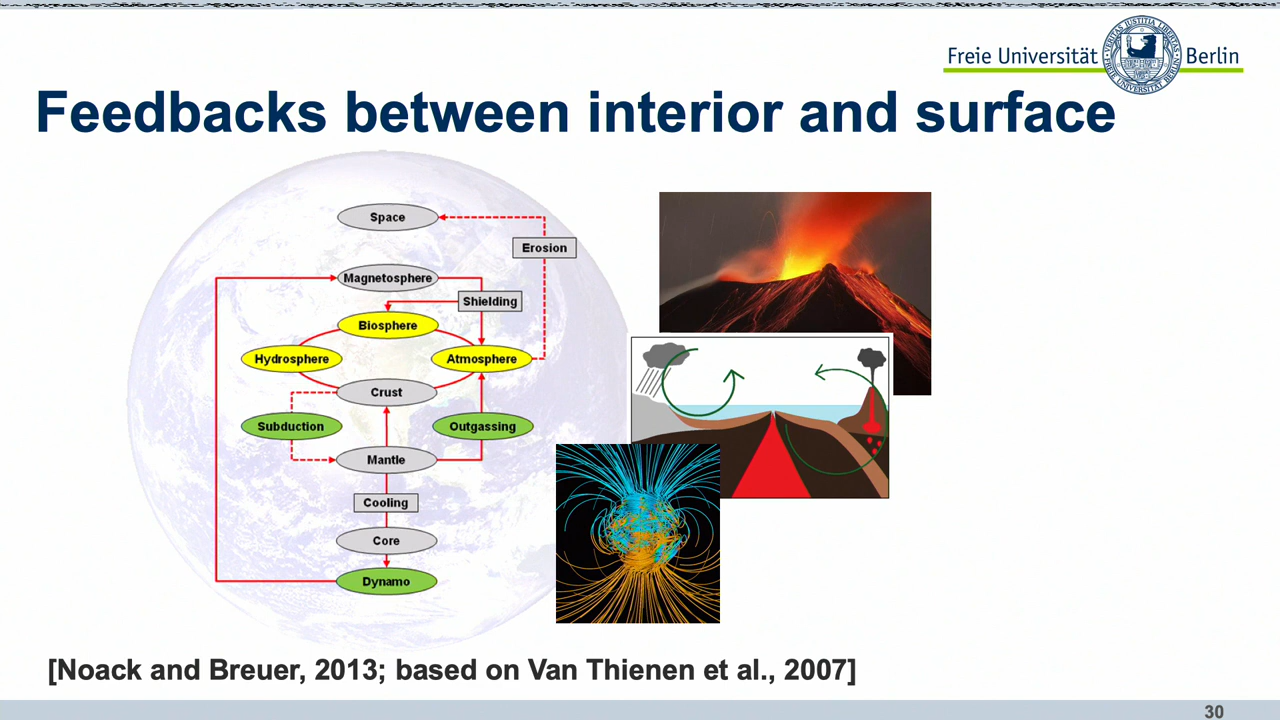 Freie Universität Berlin
Feedbacks between interior and surface
Space
Erosion
Magnetosphere
Shielding
Biosphere
Hydrosphere
Atmosphere
Crust
Subduction
Outgassing
Mantle
Cooling
Core
Dynamo
[Noack and Breuer, 2013; based on Van Thienen et al., 2007]
30